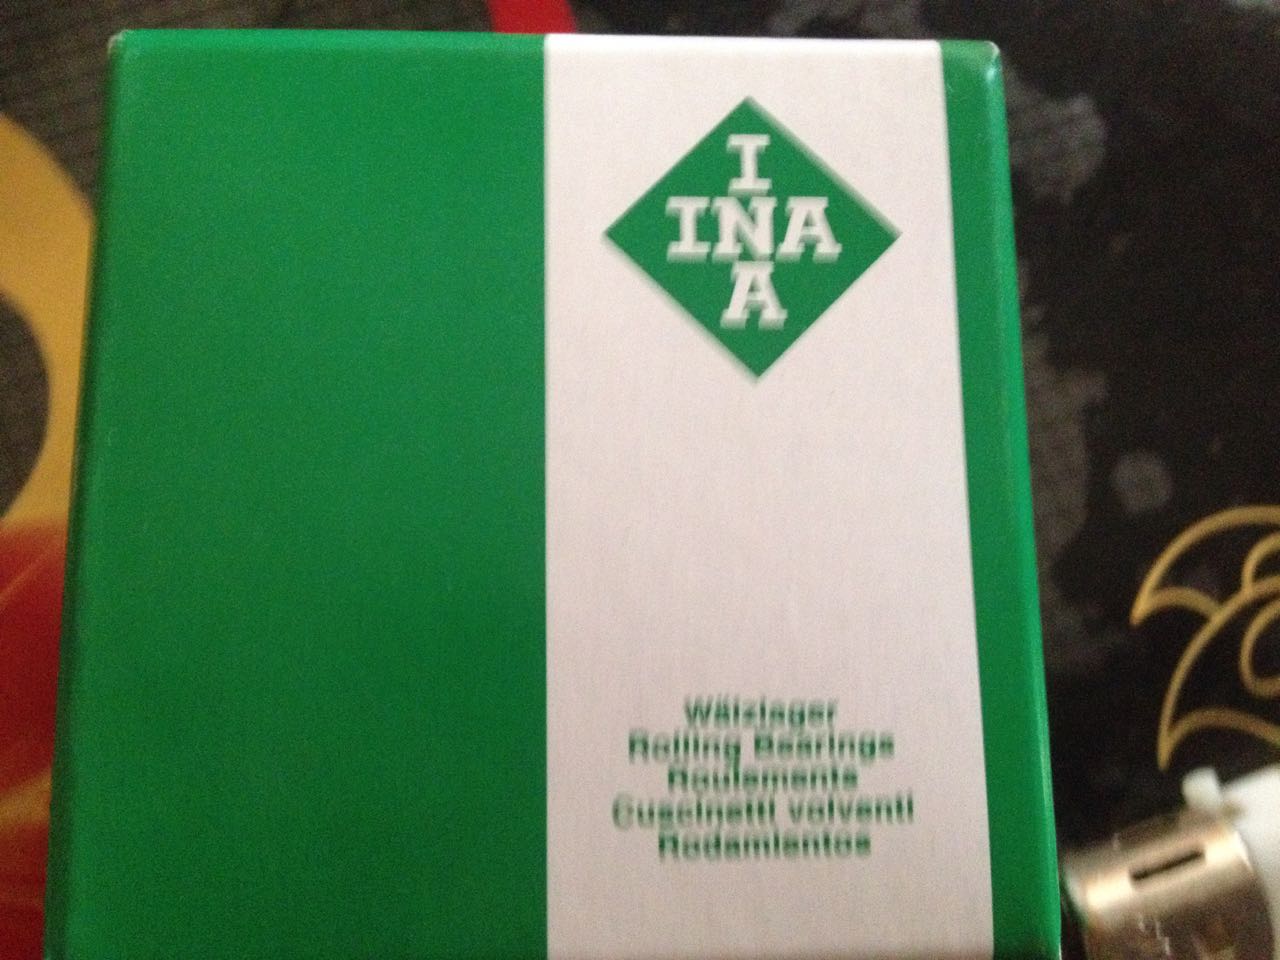 I
INA
A
Wälzlager
Rolling Bearings
Roulements
Cuscinetti volventi
Rodamientos